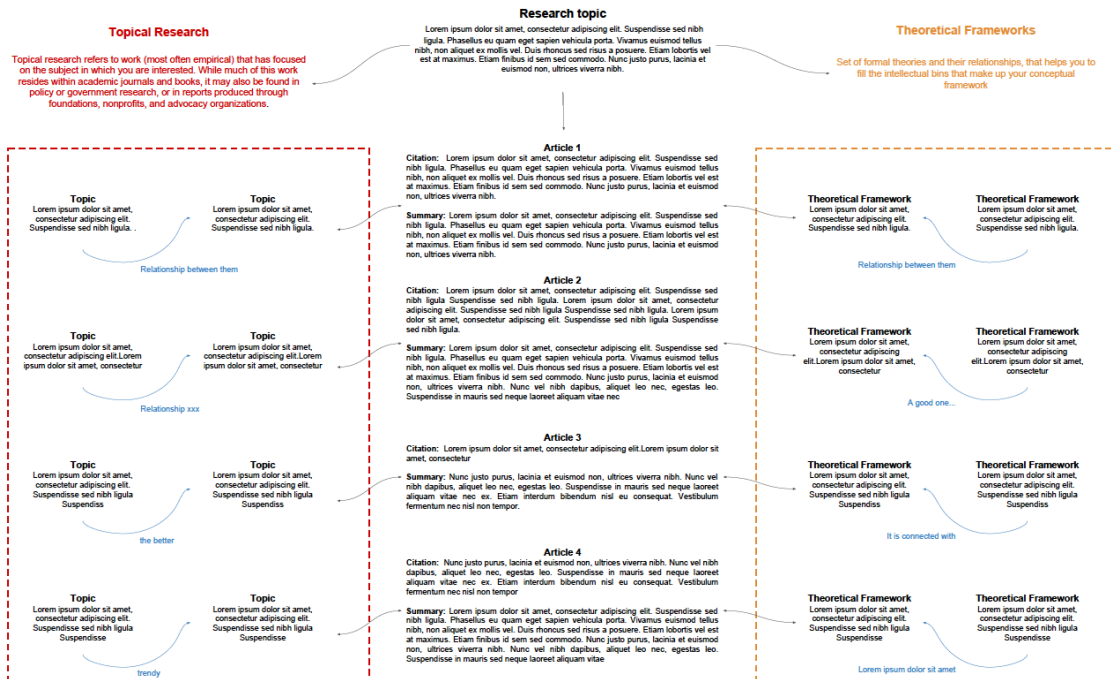 Research topic
Lorem ipsum dolor sit amet, consectetur adipiscing elit. Suspendisse sed nibh
ligula. Phasellus eu quam eget sapien vehicula porta. Vivamus euismod tellus
nibh, non aliquet ex mollis vel. Duis rhoncus sed risus a posuere. Etiam lobortis vel
est at maximus. Etiam finibus id sem sed commodo. Nunc justo purus, lacinia et
euismod non, ultrices viverra nibh.
Topical Research
Topical research refers to work (most often empirical) that has focused
on the subject in which you are interested. While much of this work
resides within academic journals and books, it may also be found in
policy or government research, or in reports produced through
foundations, nonprofits, and advocacy organizations.
Theoretical Frameworks
Set of formal theories and their relationships, that helps you to
fill the intellectual bins that make up your conceptual
framework
Article 1
Citation: Lorem ipsum dolor sit amet, consectetur adipiscing elit. Suspendisse sed
nibh ligula. Phasellus eu quam eget sapien vehicula porta. Vivamus euismod tellus
nibh, non aliquet ex mollis vel. Duis rhoncus sed risus a posuere. Etiam lobortis vel est
at maximus. Etiam finibus id sem sed commodo. Nunc justo purus, lacinia et euismod
non, ultrices viverra nibh.
Summary: Lorem ipsum dolor sit amet, consectetur adipiscing elit. Suspendisse sed
nibh ligula. Phasellus eu quam eget sapien vehicula porta. Vivamus euismod tellus
nibh, non aliquet ex mollis vel. Duis rhoncus sed risus a posuere. Etiam lobortis vel est
at maximus. Etiam finibus id sem sed commodo. Nunc justo purus, lacinia et euismod
non, ultrices viverra nibh.
Topic
Lorem ipsum dolor sit amet,
consectetur adipiscing elit.
Suspendisse sed nibh ligula. .
Topic
Lorem ipsum dolor sit amet,
consectetur adipiscing elit.
Suspendisse sed nibh ligula.
Relationship between them
Theoretical Framework
Lorem ipsum dolor sit amet,
consectetur adipiscing elit.
Suspendisse sed nibh ligula.
Theoretical Framework
Lorem ipsum dolor sit amet,
consectetur adipiscing elit.
Suspendisse sed nibh ligula.
Relationship between them
Article 2
Citation: Lorem ipsum dolor sit amet, consectetur adipiscing elit. Suspendisse sed
nibh ligula Suspendisse sed nibh ligula. Lorem ipsum dolor sit amet, consectetur
adipiscing elit. Suspendisse sed nibh ligula Suspendisse sed nibh ligula. Lorem ipsum
dolor sit amet, consectetur adipiscing elit. Suspendisse sed nibh ligula Suspendisse
sed nibh ligula.
Summary: Lorem ipsum dolor sit amet, consectetur adipiscing elit. Suspendisse sed
nibh ligula. Phasellus eu quam eget sapien vehicula porta. Vivamus euismod tellus
nibh, non aliquet ex mollis vel. Duis rhoncus sed risus a posuere. Etiam lobortis vel est
at maximus. Etiam finibus id sem sed commodo. Nunc justo purus, lacinia et euismod
non, ultrices viverra nibh. Nunc vel nibh dapibus, aliquet leo nec, egestas leo.
Suspendisse in mauris sed neque laoreet aliquam vitae nec
Topic
Lorem ipsum dolor sit amet,
consectetur adipiscing elit.Lorem
ipsum dolor sit amet, consectetur
Topic
Lorem ipsum dolor sit amet,
consectetur adipiscing elit.Lorem
ipsum dolor sit amet, consectetur
Relationship xxx
Theoretical Framework
Lorem ipsum dolor sit amet,
consectetur adipiscing
elit.Lorem ipsum dolor sit amet,
consectetur
Theoretical Framework
Lorem ipsum dolor sit amet,
consectetur adipiscing
elit.Lorem ipsum dolor sit amet,
consectetur
A good one...
Article 3
Citation: Lorem ipsum dolor sit amet, consectetur adipiscing elit.Lorem ipsum dolor sit
amet, consectetur
Summary: Nunc justo purus, lacinia et euismod non, ultrices viverra nibh. Nunc vel
nibh dapibus, aliquet leo nec, egestas leo. Suspendisse in mauris sed neque laoreet
aliquam vitae nec ex. Etiam interdum bibendum nisl eu consequat. Vestibulum
fermentum nec nisl non tempor.
Topic
Lorem ipsum dolor sit amet,
consectetur adipiscing elit.
Suspendisse sed nibh ligula
Suspendiss
Topic
Lorem ipsum dolor sit amet,
consectetur adipiscing elit.
Suspendisse sed nibh ligula
Suspendiss
the better
Theoretical Framework
Lorem ipsum dolor sit amet,
consectetur adipiscing elit.
Suspendisse sed nibh ligula
Suspendiss
Theoretical Framework
Lorem ipsum dolor sit amet,
consectetur adipiscing elit.
Suspendisse sed nibh ligula
Suspendiss
It is connected with
Article 4
Citation: Nunc justo purus, lacinia et euismod non, ultrices viverra nibh. Nunc vel nibh
dapibus, aliquet leo nec, egestas leo. Suspendisse in mauris sed neque laoreet
aliquam vitae nec ex. Etiam interdum bibendum nisl eu consequat. Vestibulum
fermentum nec nisl non tempor
Summary: Lorem ipsum dolor sit amet, consectetur adipiscing elit. Suspendisse sed
nibh ligula. Phasellus eu quam eget sapien vehicula porta. Vivamus euismod tellus
nibh, non aliquet ex mollis vel. Duis rhoncus sed risus a posuere. Etiam lobortis vel est
at maximus. Etiam finibus id sem sed commodo. Nunc justo purus, lacinia et euismod
non, ultrices viverra nibh. Nunc vel nibh dapibus, aliquet leo nec, egestas leo.
Suspendisse in mauris sed neque laoreet aliquam vitae
Topic
Lorem ipsum dolor sit amet,
consectetur adipiscing elit.
Suspendisse sed nibh ligula
Suspendisse
Topic
Lorem ipsum dolor sit amet,
consectetur adipiscing elit.
Suspendisse sed nibh ligula
Suspendisse
trendy
Theoretical Framework
Lorem ipsum dolor sit amet,
consectetur adipiscing elit.
Suspendisse sed nibh ligula
Suspendisse
Theoretical Framework
Lorem ipsum dolor sit amet,
consectetur adipiscing elit.
Suspendisse sed nibh ligula
Suspendisse
Lorem ipsum dolor sit amet